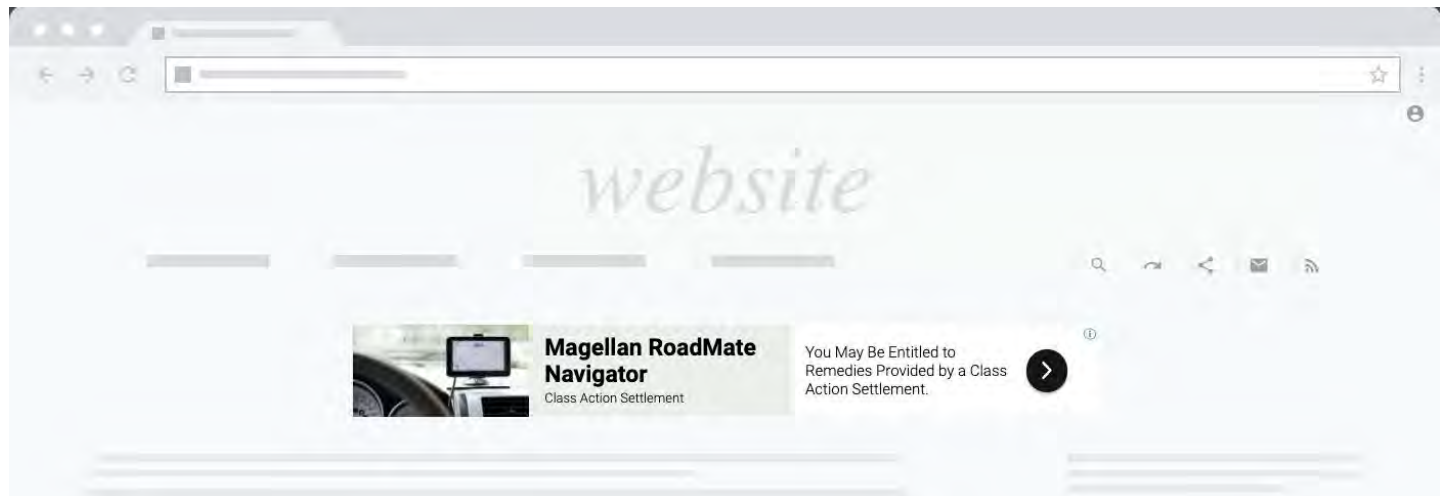 website
Magellan RoadMate
Navigator
Class Action Settlement
You May Be Entitled to
Remedies Provided by a Class
Action Settlement.